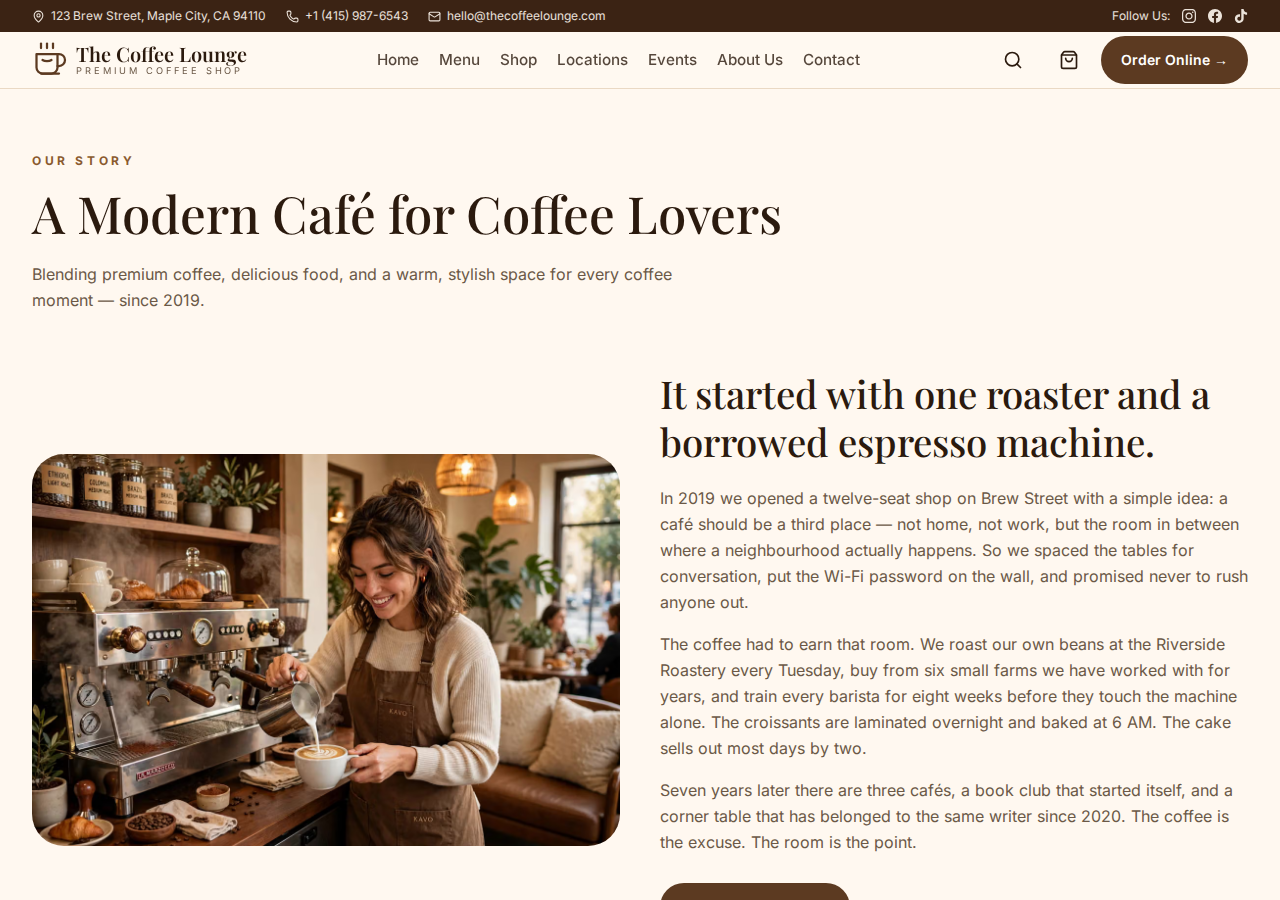 123 Brew Street, Maple City, CA 94110
+1 (415) 987-6543
hello@thecoffeelounge.com
Follow Us:
The Coffee Lounge
PREMIUM COFFEE SHOP
Home
Menu
Shop
Locations
Events
About Us
Contact
Order Online →
OUR STORY
A Modern Café for Coffee Lovers
Blending premium coffee, delicious food, and a warm, stylish space for every coffee
moment — since 2019.
It started with one roaster and a
borrowed espresso machine.
In 2019 we opened a twelve-seat shop on Brew Street with a simple idea: a
café should be a third place — not home, not work, but the room in between
where a neighbourhood actually happens. So we spaced the tables for
conversation, put the Wi-Fi password on the wall, and promised never to rush
anyone out.
The coffee had to earn that room. We roast our own beans at the Riverside
Roastery every Tuesday, buy from six small farms we have worked with for
years, and train every barista for eight weeks before they touch the machine
alone. The croissants are laminated overnight and baked at 6 AM. The cake
sells out most days by two.
Seven years later there are three cafés, a book club that started itself, and a
corner table that has belonged to the same writer since 2020. The coffee is
the excuse. The room is the point.
ETHIOPIA
LIGHT ROAST
COLOMBIA
MEDIUM ROAST
BRAZIL
KAVO
KAVO